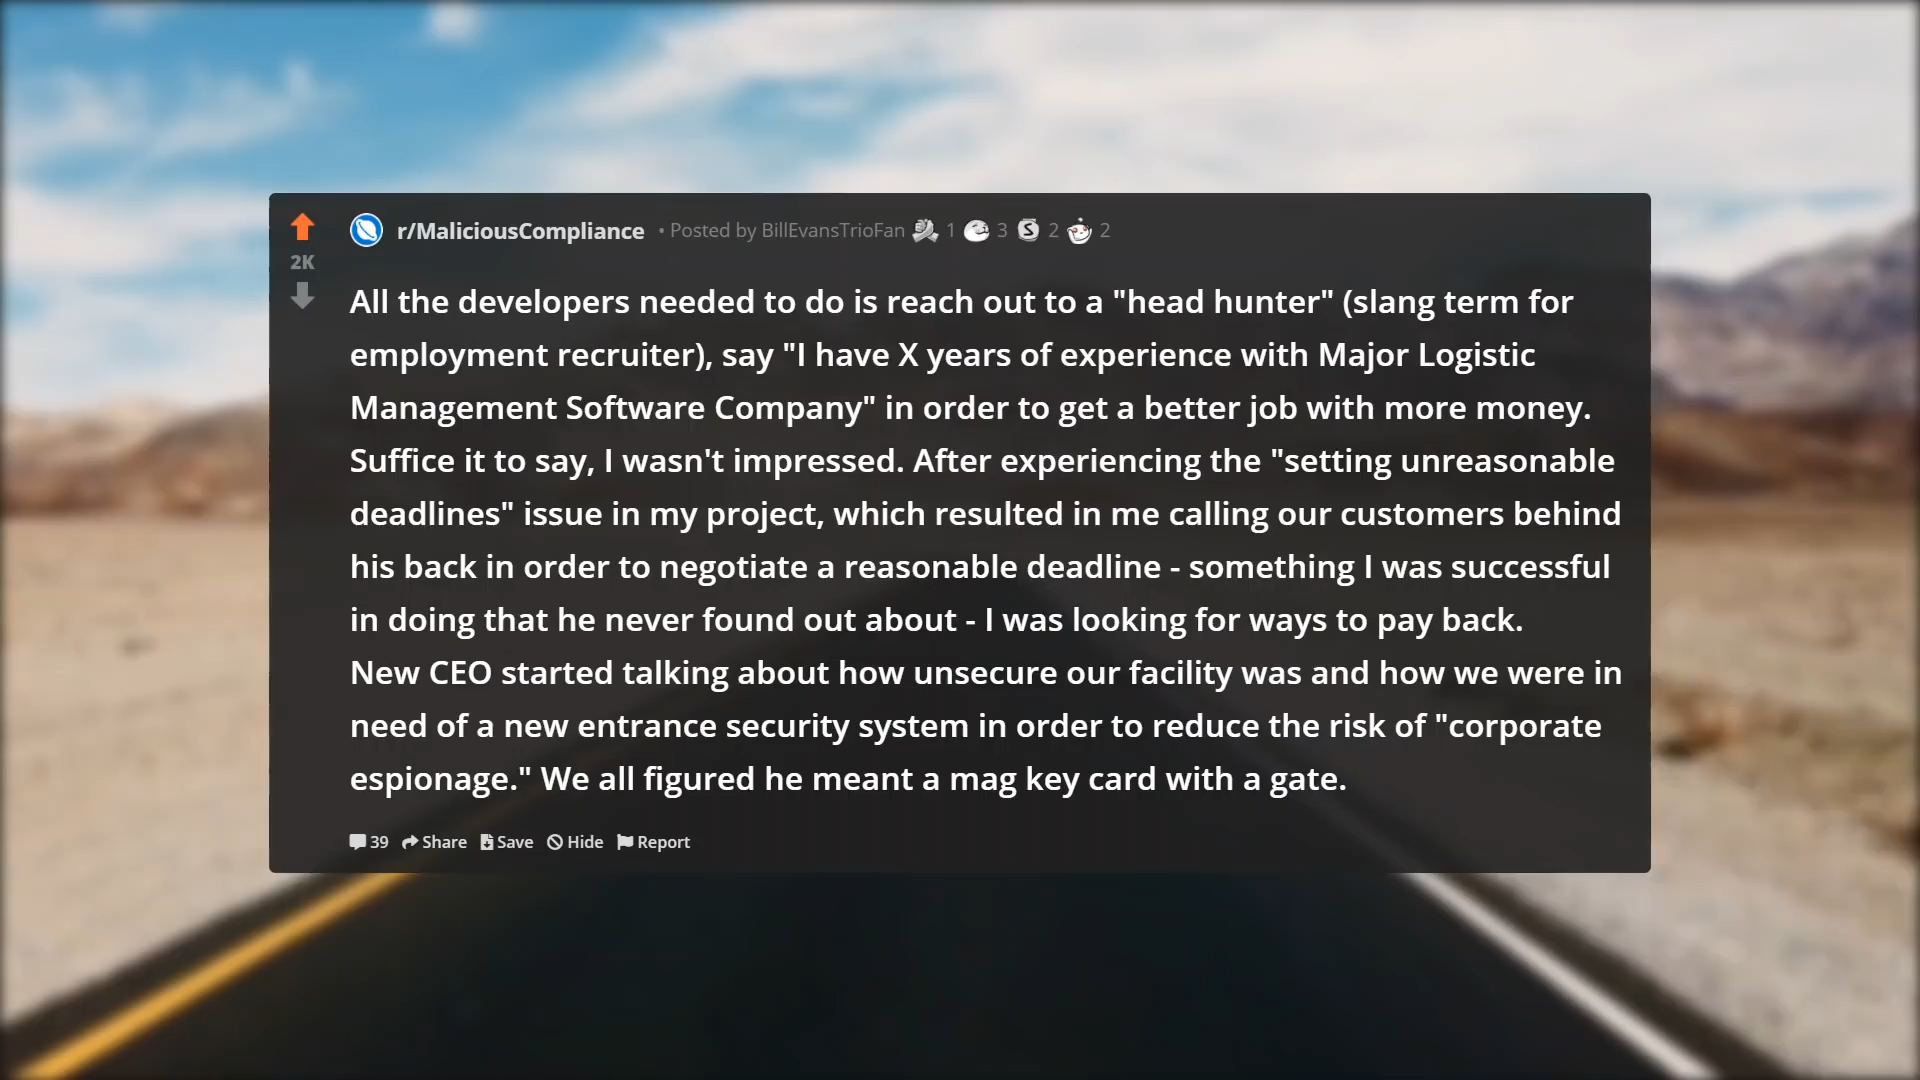 r/MaliciousCompliance • Posted by BillEvansTrioFan 1 3 S 2 2
2K
All the developers needed to do is reach out to a "head hunter" (slang term for
employment recruiter), say "I have X years of experience with Major Logistic
Management Software Company" in order to get a better job with more money.
Suffice it to say, I wasn't impressed. After experiencing the "setting unreasonable
deadlines" issue in my project, which resulted in me calling our customers behind
his back in order to negotiate a reasonable deadline - something I was successful
in doing that he never found out about - I was looking for ways to pay back.
New CEO started talking about how unsecure our facility was and how we were in
need of a new entrance security system in order to reduce the risk of "corporate
espionage." We all figured he meant a mag key card with a gate.
39 Share Save Hide Report